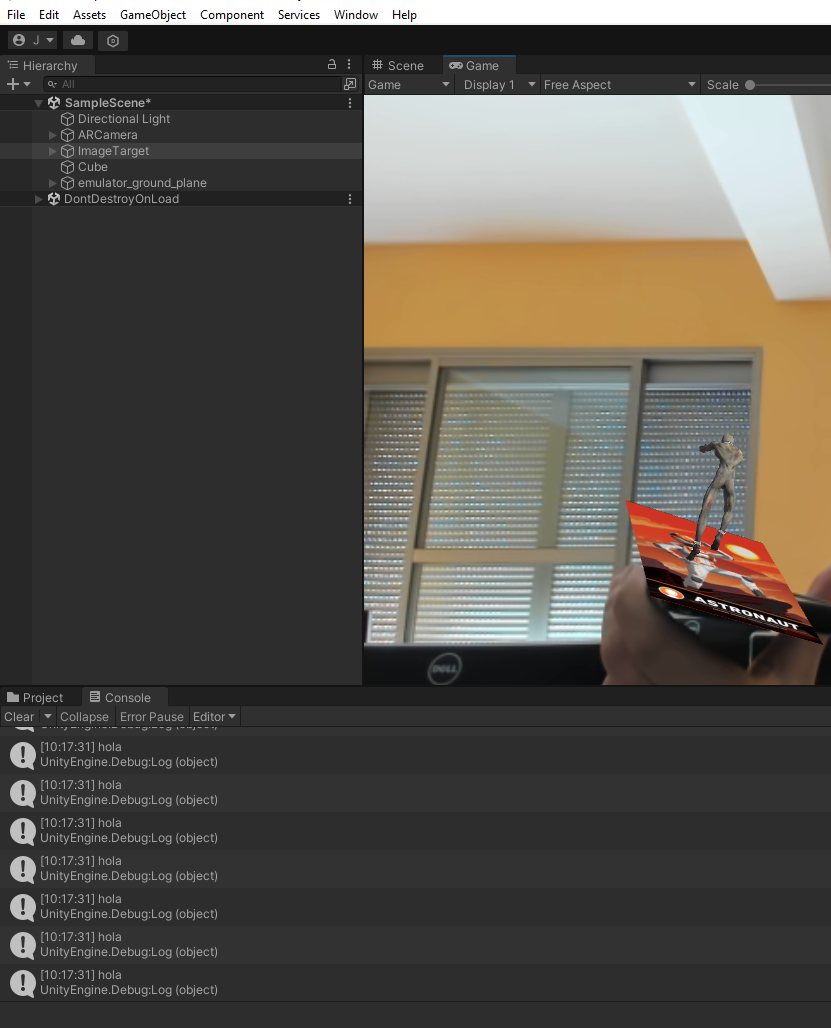 File Edit Assets GameObject Component Services Window Help
J
Hierarchy
All
SampleScene*
Directional Light
ARCamera
ImageTarget
Cube
emulator_ground_plane
DontDestroyOnLoad
Scene Game
Game Display 1 Free Aspect Scale
ASTRONAUT
DELL
Project Console
Clear Collapse Error Pause Editor
UnityEngine.Debug:Log (object)
[10:17:31] hola
UnityEngine.Debug:Log (object)
[10:17:31] hola
UnityEngine.Debug:Log (object)
[10:17:31] hola
UnityEngine.Debug:Log (object)
[10:17:31] hola
UnityEngine.Debug:Log (object)
[10:17:31] hola
UnityEngine.Debug:Log (object)
[10:17:31] hola
UnityEngine.Debug:Log (object)
[10:17:31] hola
UnityEngine.Debug:Log (object)